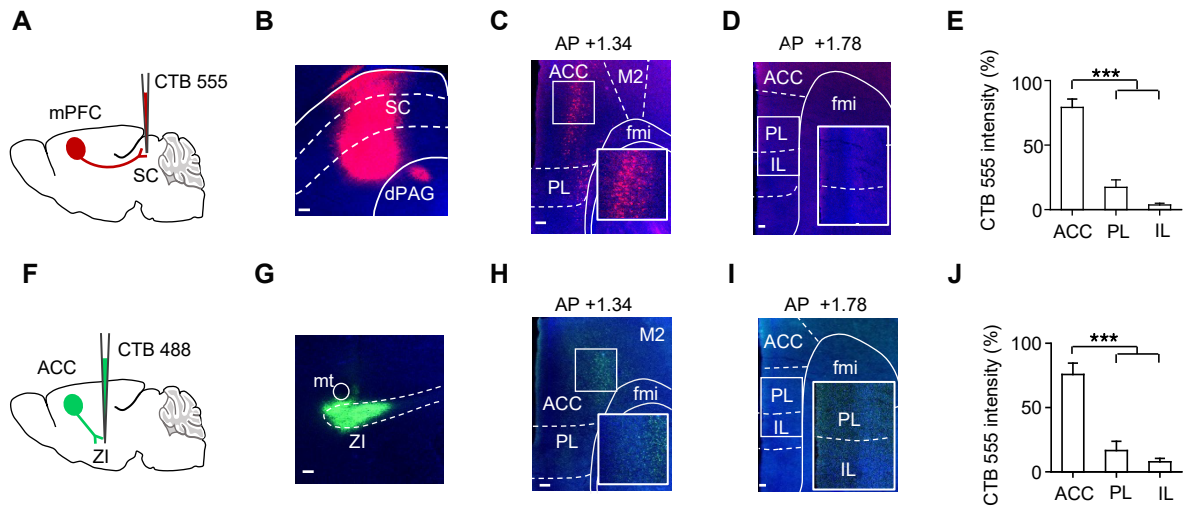 A
CTB 555
mPFC
SC
B
SC
dPAG
C
AP +1.34
ACC
M2
fmi
PL
D
AP +1.78
ACC
fmi
PL
IL
E
CTB 555 intensity (%)
100
50
0
***
ACC PL IL
F
CTB 488
ACC
ZI
G
mt
ZI
H
AP +1.34
M2
fmi
ACC
PL
I
AP +1.78
ACC
fmi
PL
IL
PL
IL
J
CTB 555 intensity (%)
100
50
0
***
ACC PL IL